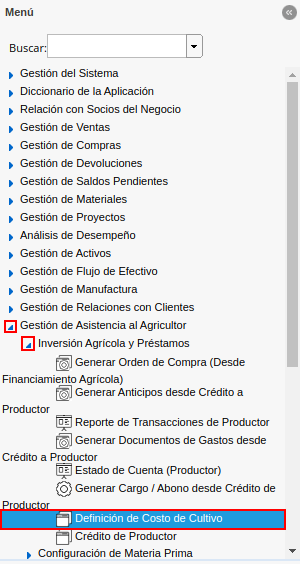 Menú
Buscar:
Gestión del Sistema
Diccionario de la Aplicación
Relación con Socios del Negocio
Gestión de Ventas
Gestión de Compras
Gestión de Devoluciones
Gestión de Saldos Pendientes
Gestión de Materiales
Gestión de Proyectos
Análisis de Desempeño
Gestión de Activos
Gestión de Flujo de Efectivo
Gestión de Manufactura
Gestión de Relaciones con Clientes
Gestión de Asistencia al Agricultor
Inversión Agrícola y Préstamos
Generar Orden de Compra (Desde
Financiamiento Agrícola)
Generar Anticipos desde Crédito a
Productor
Reporte de Transacciones de Productor
Generar Documentos de Gastos desde
Crédito a Productor
Estado de Cuenta (Productor)
Generar Cargo / Abono desde Crédito de
Productor
Definición de Costo de Cultivo
Crédito de Productor
Configuración de Materia Prima